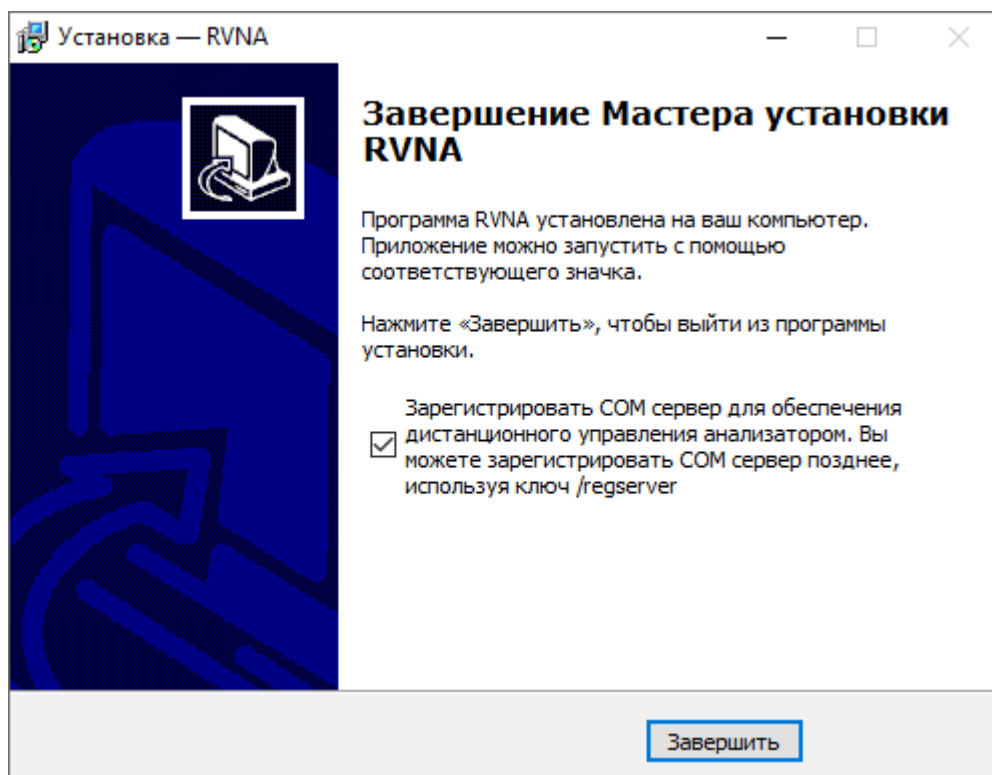 Установка — RVNA
Завершение Мастера установки
RVNA
Программа RVNA установлена на ваш компьютер.
Приложение можно запустить с помощью
соответствующего значка.
Нажмите «Завершить», чтобы выйти из программы
установки.
Зарегистрировать COM сервер для обеспечения
дистанционного управления анализатором. Вы
можете зарегистрировать COM сервер позднее,
используя ключ /regserver
Завершить